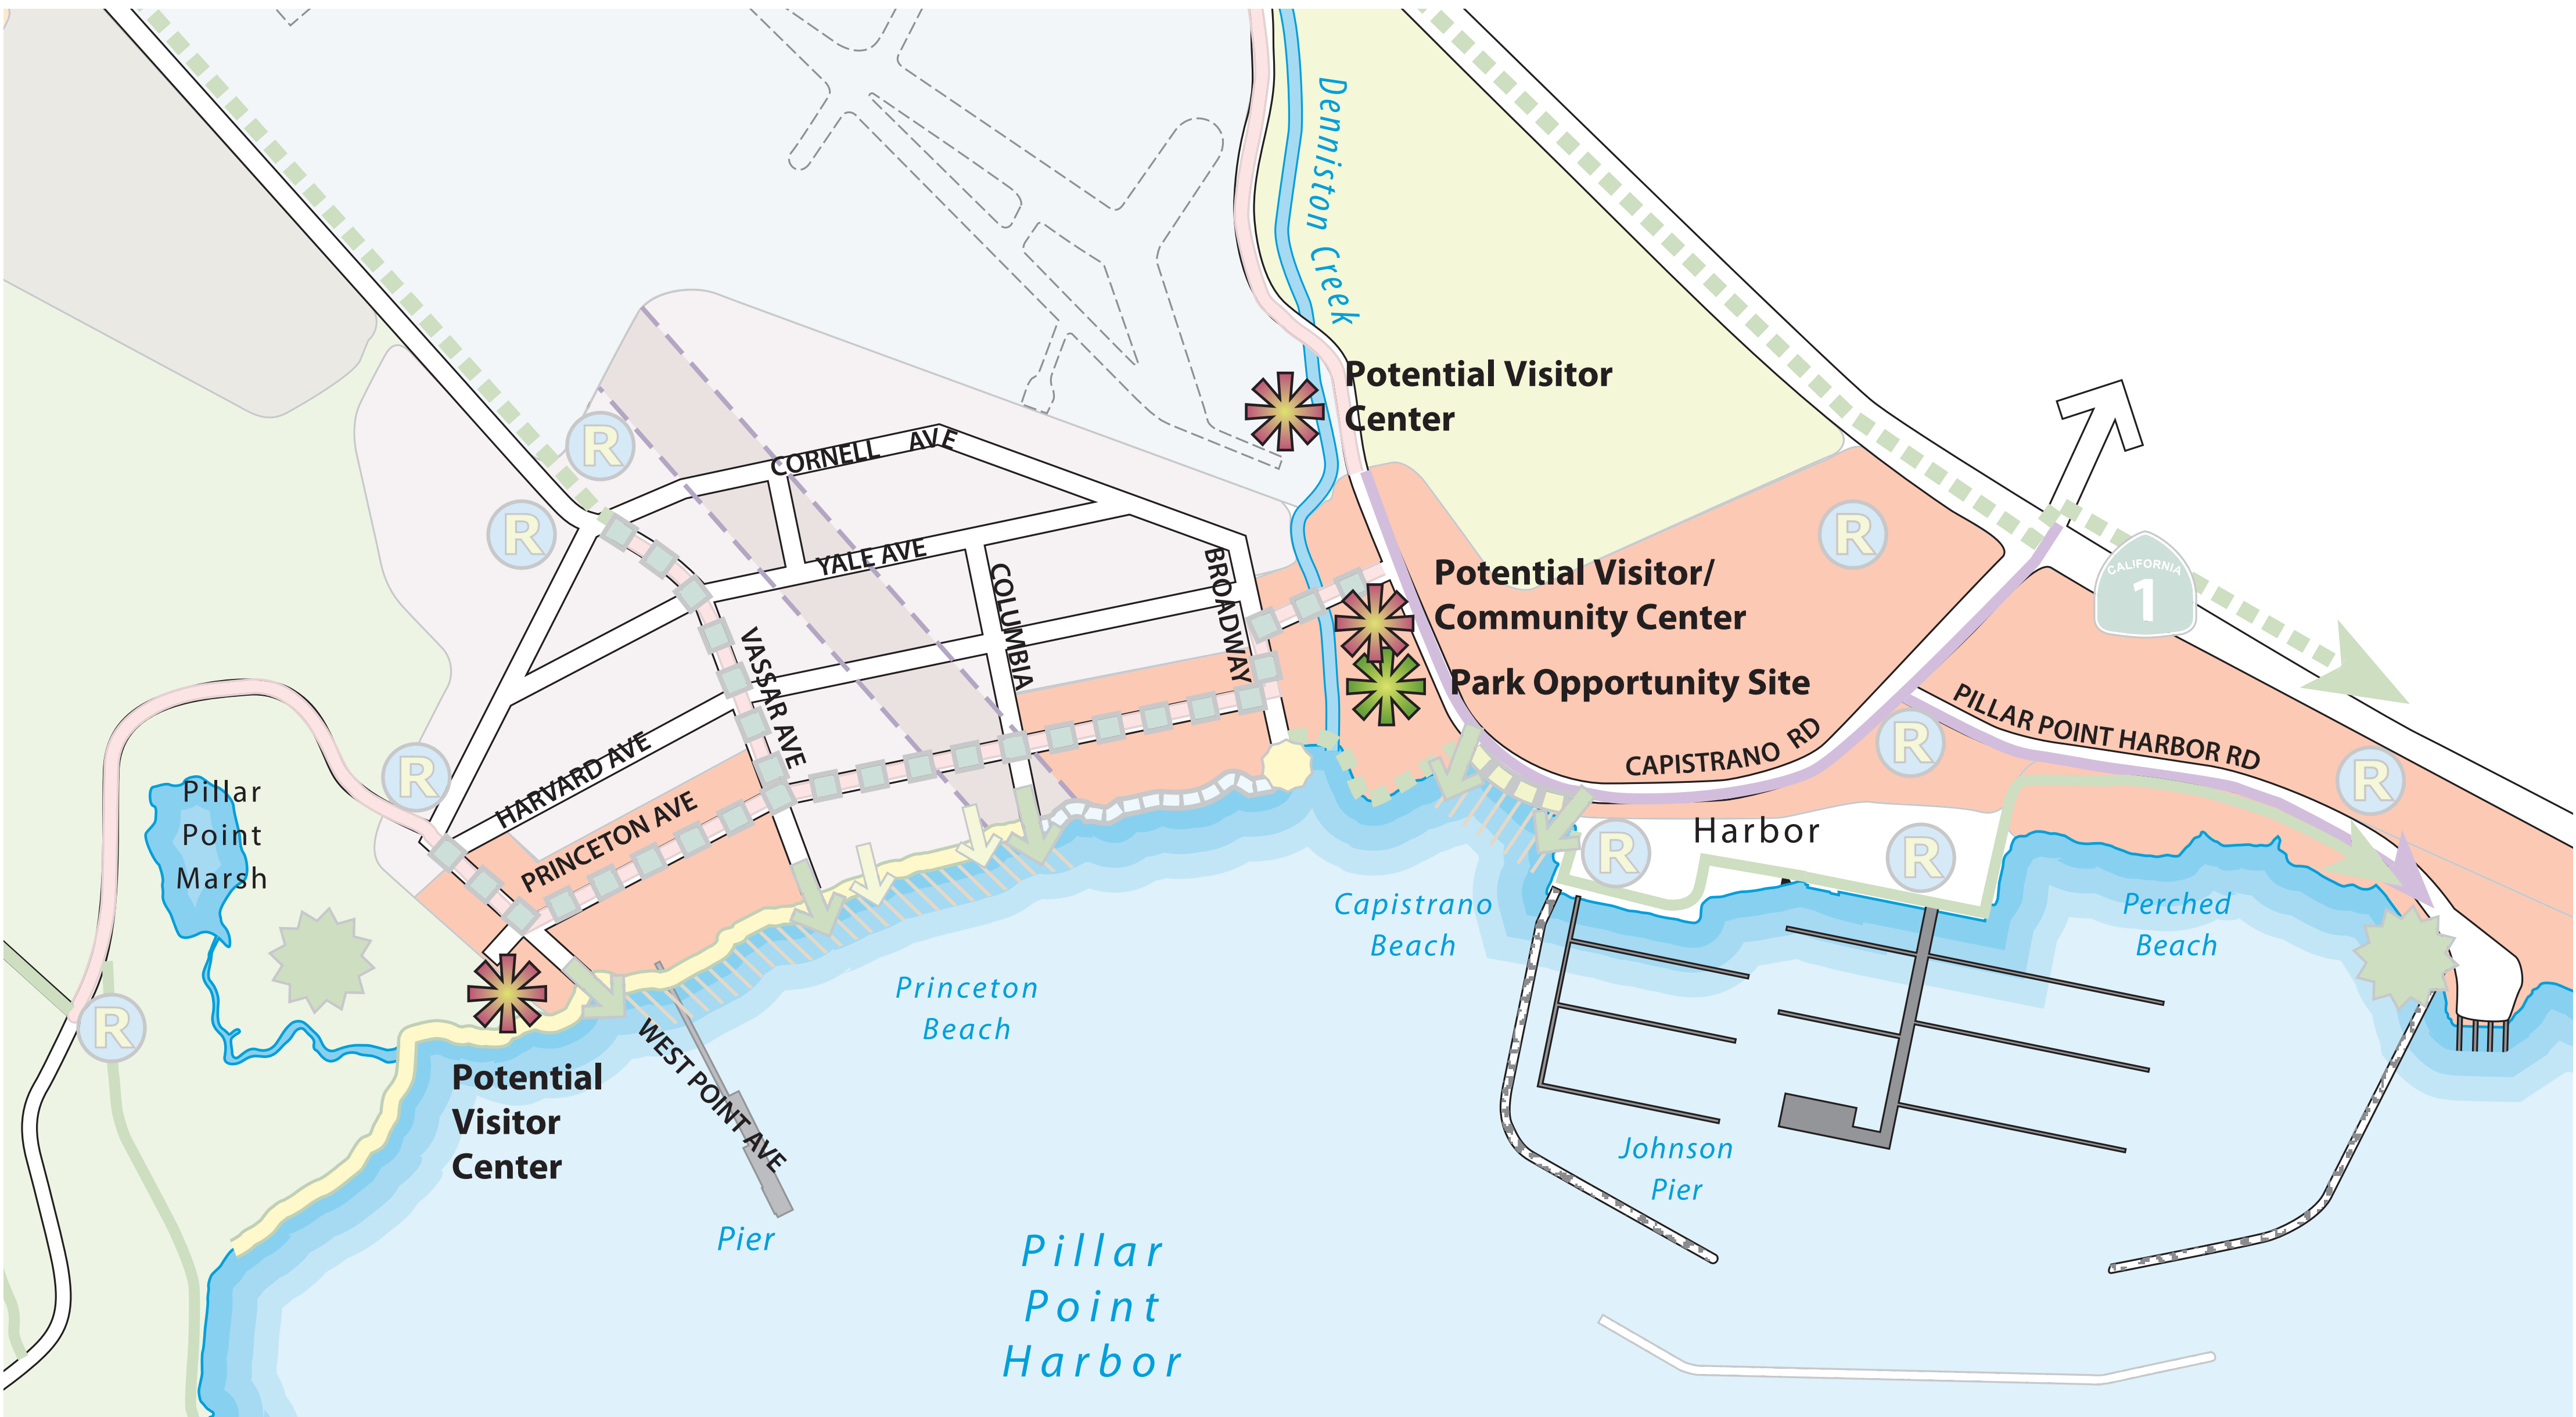 Denniston Creek
Potential Visitor
Center
R
CORNELL AVE
R
R
YALE AVE
COLUMBIA
BROADWAY
Potential Visitor/
Community Center
CALIFORNIA
1
VASSAR AVE
Park Opportunity Site
PILLAR POINT HARBOR RD
CAPISTRANO RD
R
HARVARD AVE
R
R
Pillar
Point
Marsh
PRINCETON AVE
Harbor
R
R
Capistrano
Beach
Perched
Beach
Princeton
Beach
R
WEST POINT AVE
Potential
Visitor
Center
Johnson
Pier
Pier
Pillar
Point
Harbor